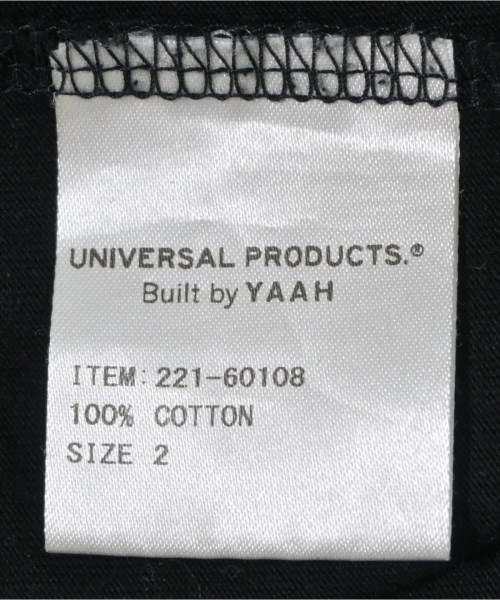 UNIVERSAL PRODUCTS.®
Built by YAAH
ITEM: 221-60108
100% COTTON
SIZE 2